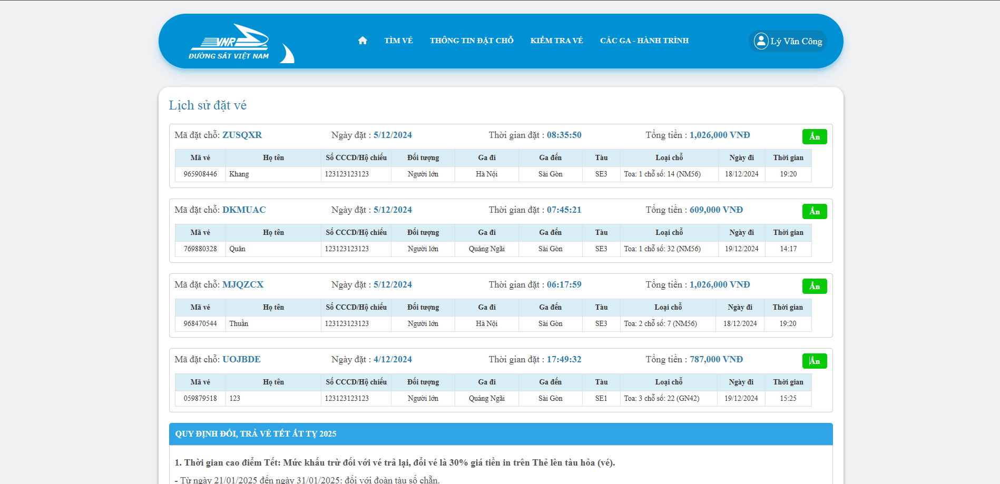 VNR
ĐƯỜNG SẮT VIỆT NAM
TÌM VÉ THÔNG TIN ĐẶT CHỖ KIỂM TRA VÉ CÁC GA - HÀNH TRÌNH Lý Văn Công
Lịch sử đặt vé
Mã đặt chỗ: ZUSQXR Ngày đặt : 5/12/2024 Thời gian đặt : 08:35:50 Tổng tiền : 1,026,000 VNĐ Ẩn
Mã vé Họ tên Số CCCD/Hộ chiếu Đối tượng Ga đi Ga đến Tàu Loại chỗ Ngày đi Thời gian
965908446 Khang 123123123123 Người lớn Hà Nội Sài Gòn SE3 Toa: 1 chỗ số: 14 (NM56) 18/12/2024 19:20
Mã đặt chỗ: DKMUAC Ngày đặt : 5/12/2024 Thời gian đặt : 07:45:21 Tổng tiền : 609,000 VNĐ Ẩn
Mã vé Họ tên Số CCCD/Hộ chiếu Đối tượng Ga đi Ga đến Tàu Loại chỗ Ngày đi Thời gian
769880328 Quân 123123123123 Người lớn Quảng Ngãi Sài Gòn SE3 Toa: 1 chỗ số: 32 (NM56) 19/12/2024 14:17
Mã đặt chỗ: MJQZCX Ngày đặt : 5/12/2024 Thời gian đặt : 06:17:59 Tổng tiền : 1,026,000 VNĐ Ẩn
Mã vé Họ tên Số CCCD/Hộ chiếu Đối tượng Ga đi Ga đến Tàu Loại chỗ Ngày đi Thời gian
968470544 Thuần 123123123123 Người lớn Hà Nội Sài Gòn SE3 Toa: 2 chỗ số: 7 (NM56) 18/12/2024 19:20
Mã đặt chỗ: UOJBDE Ngày đặt : 4/12/2024 Thời gian đặt : 17:49:32 Tổng tiền : 787,000 VNĐ Ẩn
Mã vé Họ tên Số CCCD/Hộ chiếu Đối tượng Ga đi Ga đến Tàu Loại chỗ Ngày đi Thời gian
059879518 123 123123123123 Người lớn Quảng Ngãi Sài Gòn SE1 Toa: 3 chỗ số: 22 (GN42) 19/12/2024 15:25
QUY ĐỊNH ĐỔI, TRẢ VÉ TẾT ẤT TỴ 2025
1. Thời gian cao điểm Tết: Mức khấu trừ đối với vé trả lại, đổi vé là 30% giá tiền in trên Thẻ lên tàu hỏa (vé).
- Từ ngày 21/01/2025 đến ngày 31/01/2025: đối với đoàn tàu số chẵn.